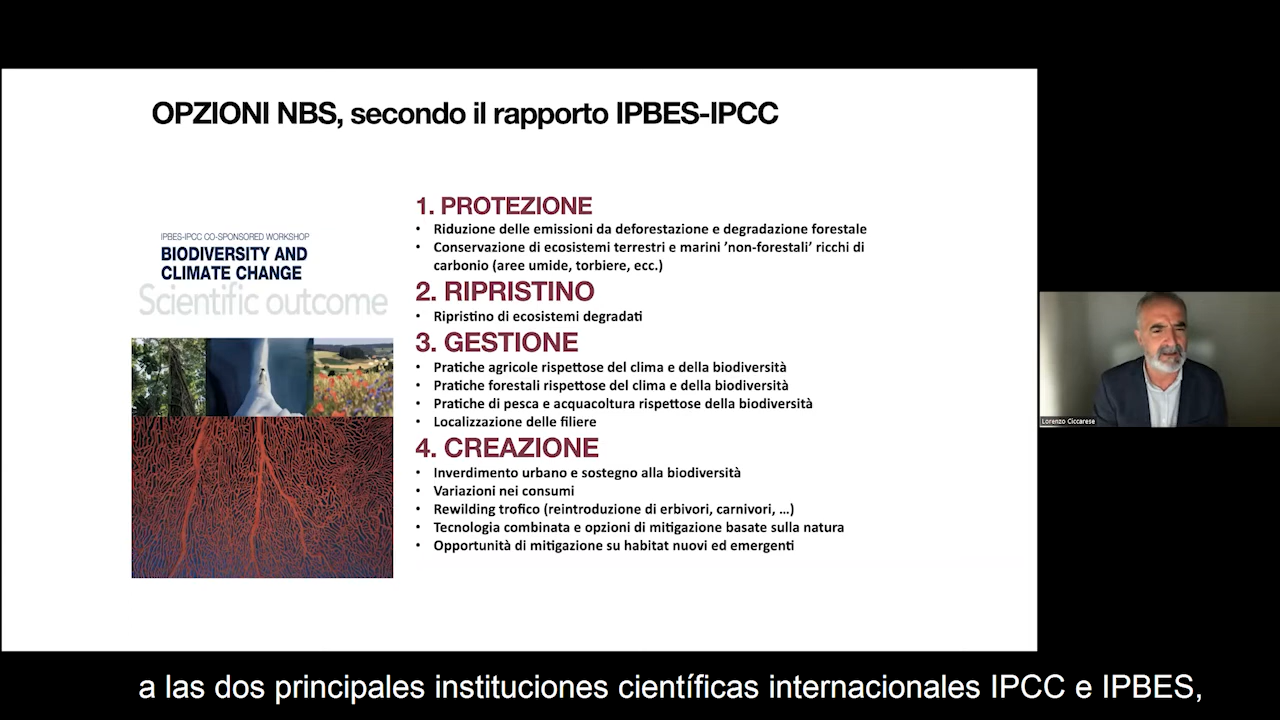 OPZIONI NBS, secondo il rapporto IPBES-IPCC
IPBES-IPCC CO-SPONSORED WORKSHOP
BIODIVERSITY AND
CLIMATE CHANGE
Scientific outcome
1. PROTEZIONE
• Riduzione delle emissioni da deforestazione e degradazione forestale
• Conservazione di ecosistemi terrestri e marini ’non-forestali’ ricchi di
carbonio (aree umide, torbiere, ecc.)
2. RIPRISTINO
• Ripristino di ecosistemi degradati
3. GESTIONE
• Pratiche agricole rispettose del clima e della biodiversità
• Pratiche forestali rispettose del clima e della biodiversità
• Pratiche di pesca e acquacoltura rispettose della biodiversità
• Localizzazione delle filiere
4. CREAZIONE
• Inverdimento urbano e sostegno alla biodiversità
• Variazioni nei consumi
• Rewilding trofico (reintroduzione di erbivori, carnivori, ...)
• Tecnologia combinata e opzioni di mitigazione basate sulla natura
• Opportunità di mitigazione su habitat nuovi ed emergenti
Lorenzo Ciccarese
a las dos principales instituciones científicas internacionales IPCC e IPBES,